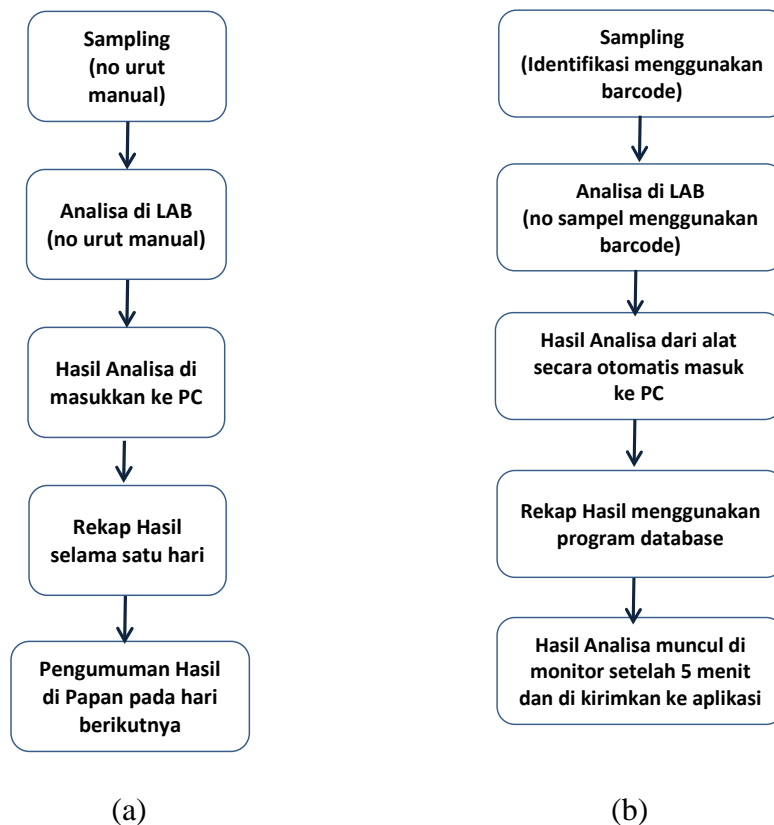 Sampling
(no urut
manual)
Analisa di LAB
(no urut manual)
Hasil Analisa di
masukkan ke PC
Rekap Hasil
selama satu hari
Pengumuman Hasil
di Papan pada hari
berikutnya
(a)
Sampling
(Identifikasi menggunakan
barcode)
Analisa di LAB
(no sampel menggunakan
barcode)
Hasil Analisa dari alat
secara otomatis masuk
ke PC
Rekap Hasil menggunakan
program database
Hasil Analisa muncul di
monitor setelah 5 menit
dan di kirimkan ke aplikasi
(b)